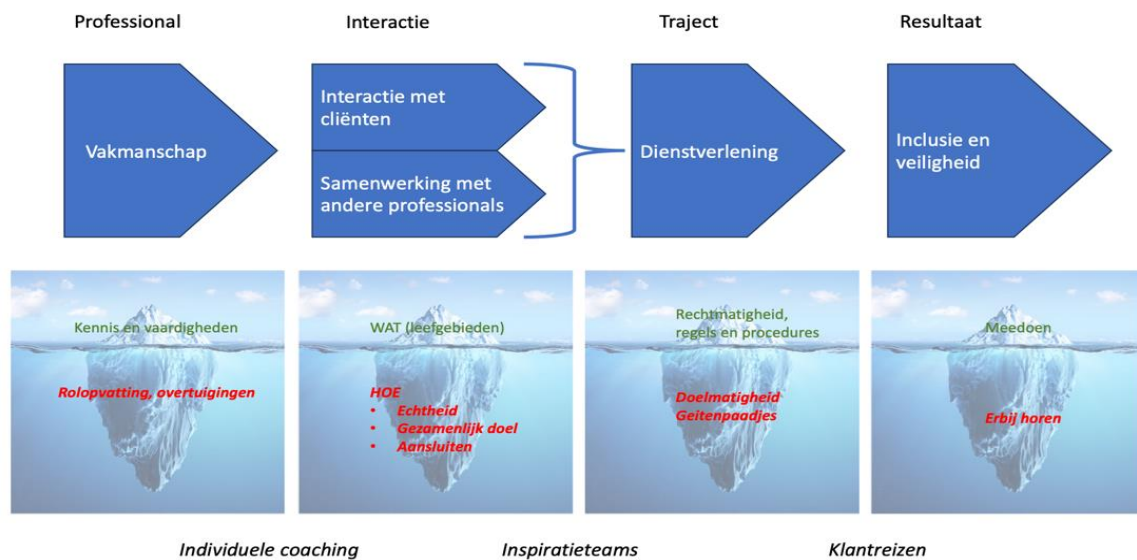 Professional
Interactie
Traject
Resultaat
Vakmanschap
Interactie met
cliënten
Samenwerking met
andere professionals
Dienstverlening
Inclusie en
veiligheid
Kennis en vaardigheden
Rolopvatting, overtuigingen
WAT (leefgebieden)
HOE
• Echtheid
• Gezamenlijk doel
• Aansluiten
Rechtmatigheid,
regels en procedures
Doelmatigheid
Geitenpaadjes
Meedoen
Erbij horen
Individuele coaching
Inspiratieteams
Klantreizen